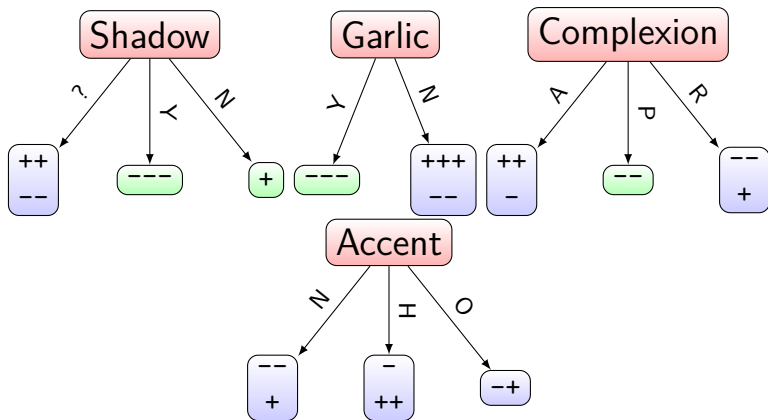 Shadow
Garlic
Complexion
?
Y
N
Y
N
A
P
R
++
--
---
+
---
+++
--
++
-
--
--
+
Accent
N
H
O
--
+
-
++
-+